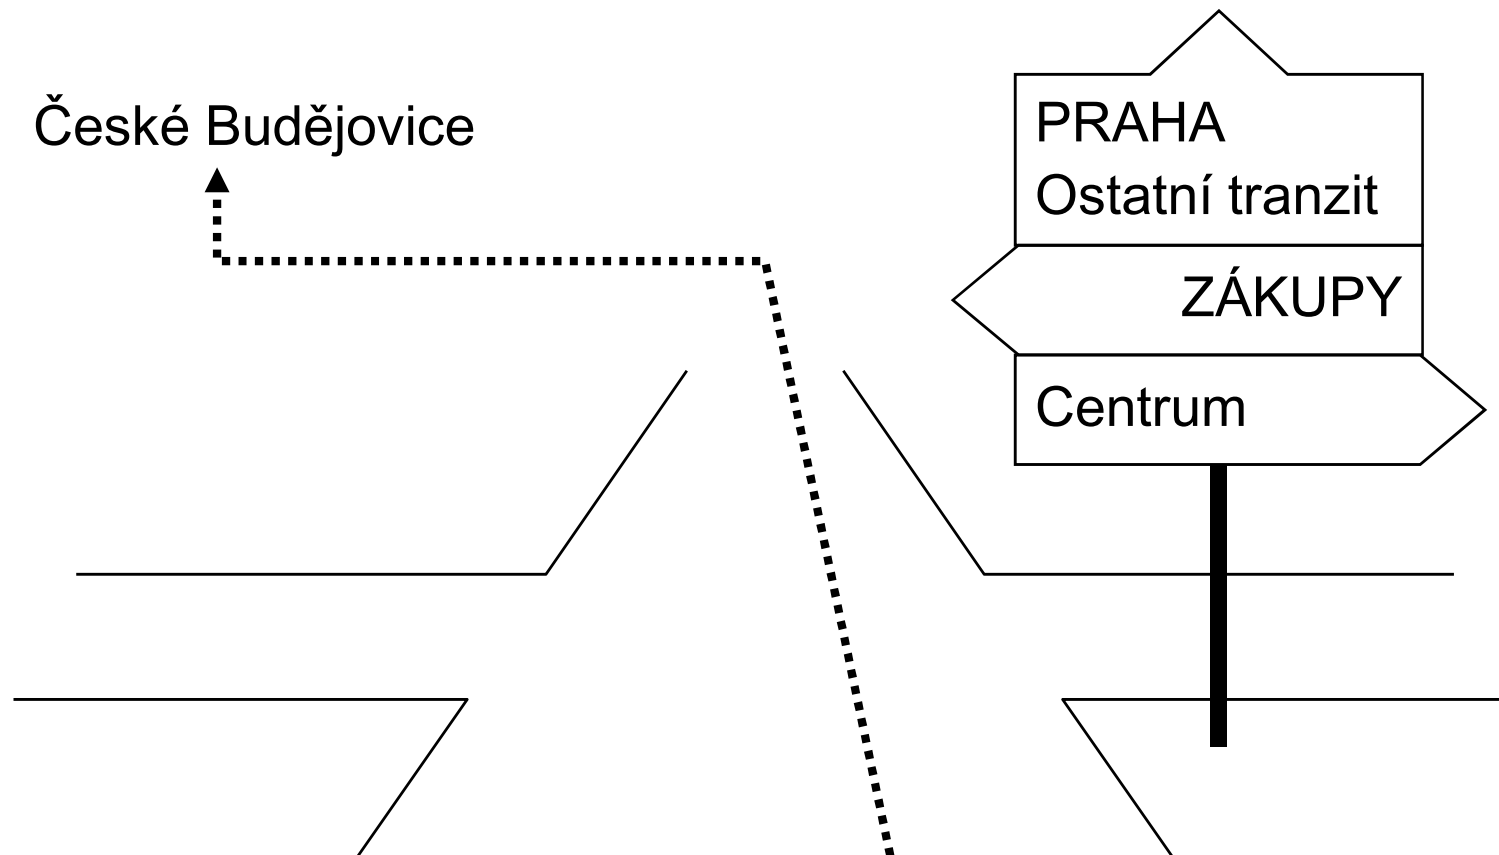 České Budějovice
PRAHA
Ostatní tranzit
ZÁKUPY
Centrum